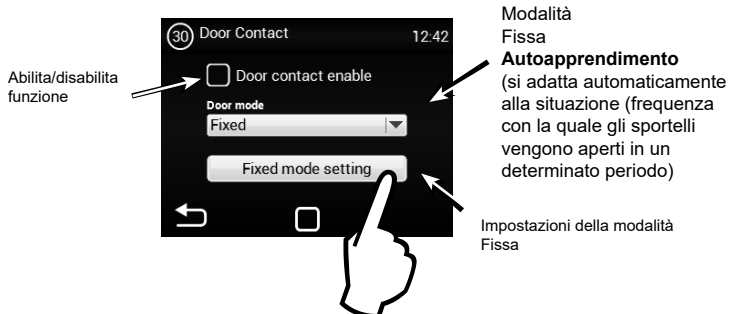 Modalità
Fissa
Autoapprendimento
(si adatta automaticamente
alla situazione (frequenza
con la quale gli sportelli
vengono aperti in un
determinato periodo)
30 Door Contact 12:42
Abilita/disabilita
funzione
Door contact enable
Door mode
Fixed
Fixed mode setting
Impostazioni della modalità
Fissa